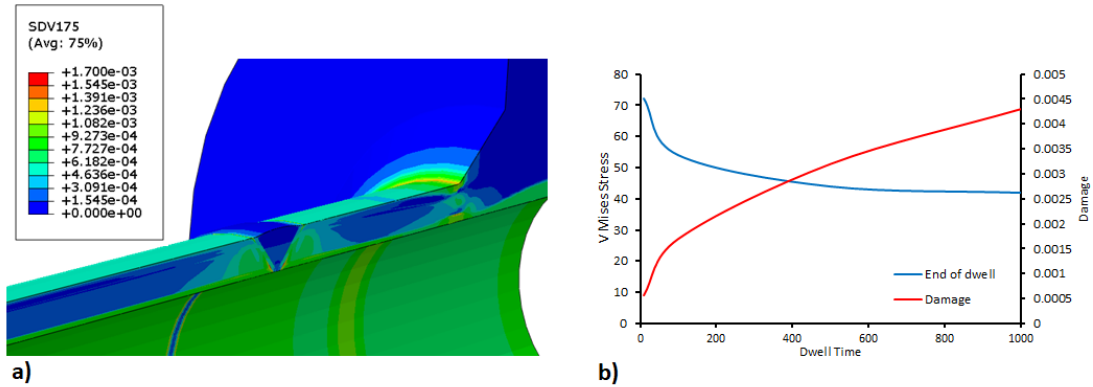 SDV175
(Avg: 75%)
+1.700e-03
+1.545e-03
+1.391e-03
+1.236e-03
+1.082e-03
+9.273e-04
+7.727e-04
+6.182e-04
+4.636e-04
+3.091e-04
+1.545e-04
+0.000e+00
a)
80
70
60
50
40
30
20
10
0
V Mises Stress
0.005
0.0045
0.004
0.0035
0.003
0.0025
0.002
0.0015
0.001
0.0005
0
Damage
End of dwell
Damage
0 200 400 600 800 1000
Dwell Time
b)